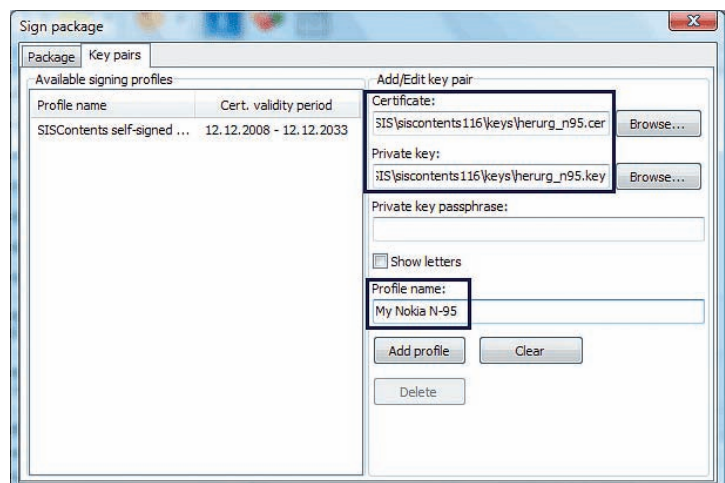 Sign package
Package Key pairs
Available signing profiles
Profile name Cert. validity period
SISContents self-signed ... 12.12.2008 - 12.12.2033
Add/Edit key pair
Certificate:
SIS\siscontents116\keys\herurg_n95.cer Browse...
Private key:
SIS\siscontents116\keys\herurg_n95.key Browse...
Private key passphrase:
Show letters
Profile name:
My Nokia N-95
Add profile Clear
Delete